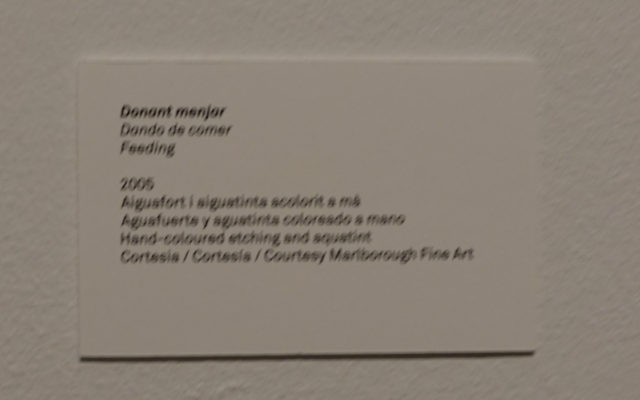 Donant menjar
Dando de comer
Feeding
2005
Aiguafort i aiguatinta acolorit a mà
Aguafuerte y aguatinta coloreado a mano
Hand-coloured etching and aquatint
Cortesia / Cortesía / Courtesy Marlborough Fine Art